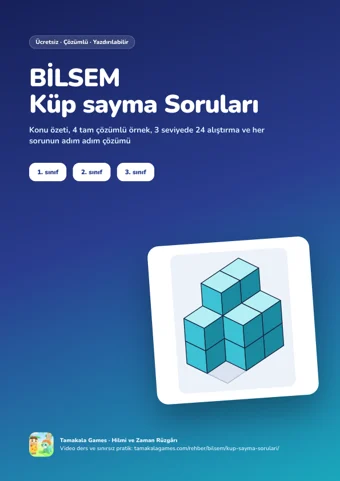 Ücretsiz · Çözümlü · Yazdırılabilir
BİLSEM
Küp sayma Soruları
Konu özeti, 4 tam çözümlü örnek, 3 seviyede 24 alıştırma ve her
sorunun adım adım çözümü
1. sınıf
2. sınıf
3. sınıf
Tamakala Games · Hilmi ve Zaman Rüzgârı
Video ders ve sınırsız pratik: tamakalagames.com/rehber/bilsem/kup-sayma-sorulari/